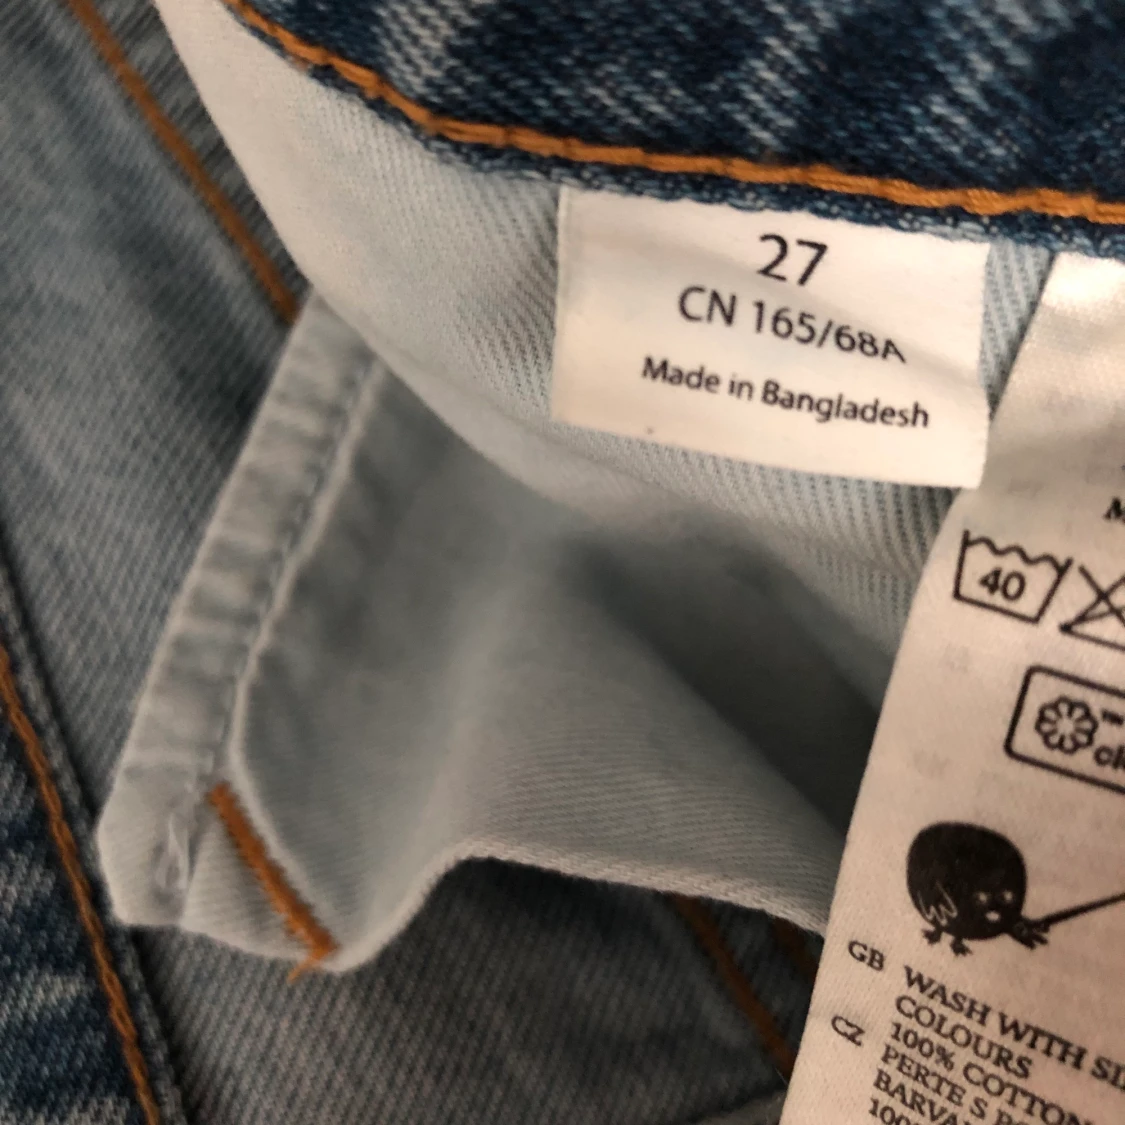 27
CN 165/68A
Made in Bangladesh
40
GB WASH WITH
COLOURS
100% COTTON
CZ PERTE S